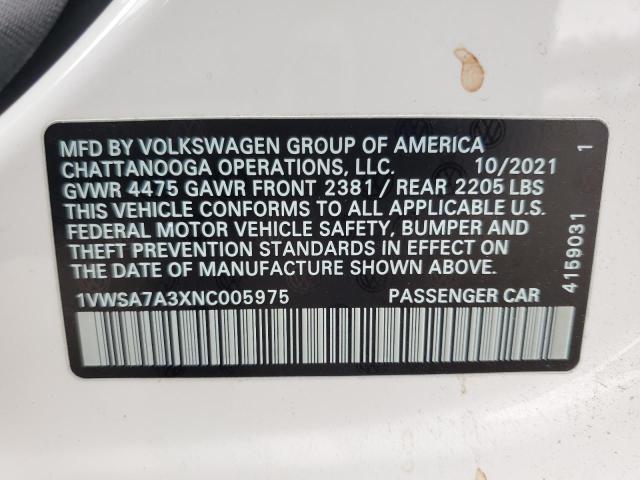 MFD BY VOLKSWAGEN GROUP OF AMERICA
CHATTANOOGA OPERATIONS, LLC. 10/2021
GVWR 4475 GAWR FRONT 2381 / REAR 2205 LBS
THIS VEHICLE CONFORMS TO ALL APPLICABLE U.S.
FEDERAL MOTOR VEHICLE SAFETY, BUMPER AND
THEFT PREVENTION STANDARDS IN EFFECT ON
THE DATE OF MANUFACTURE SHOWN ABOVE.
1VWSA7A3XNC005975 PASSENGER CAR
4159031 1